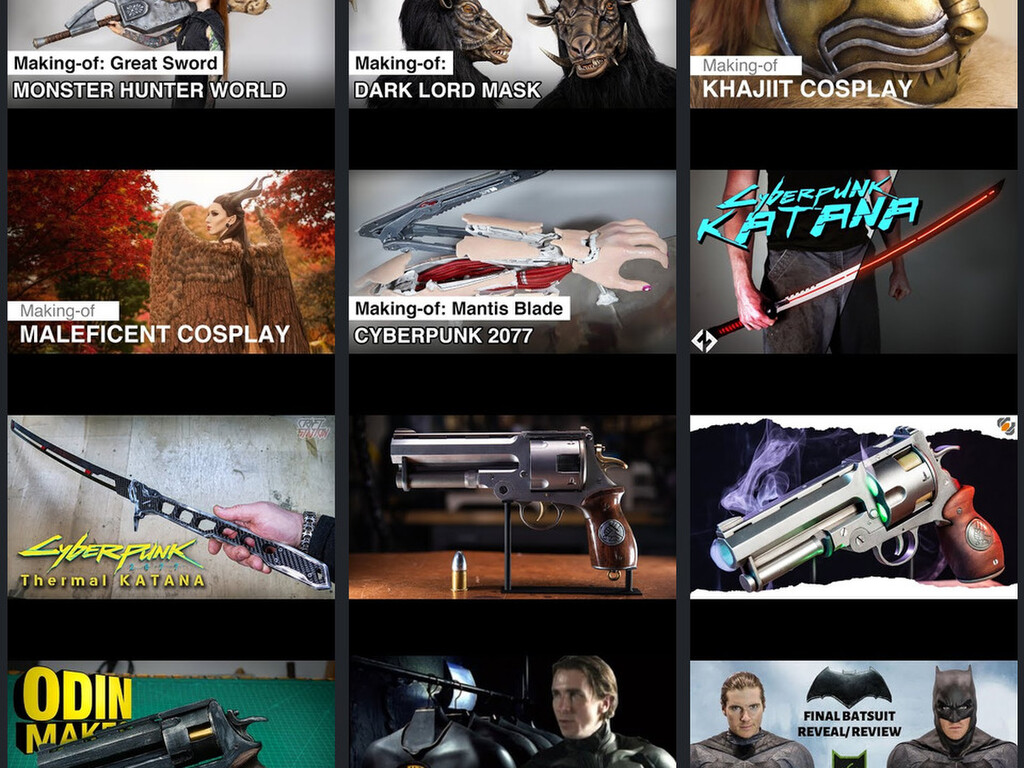 Making-of: Great Sword
MONSTER HUNTER WORLD
Making-of:
DARK LORD MASK
Making-of
KHAJIIT COSPLAY
Making-of
MALEFICENT COSPLAY
Making-of: Mantis Blade
CYBERPUNK 2077
Cyberpunk
KATANA
Cyberpunk
2077
Thermal KATANA
ODIN
MAKE
FINAL BATSUIT
REVEAL/REVIEW